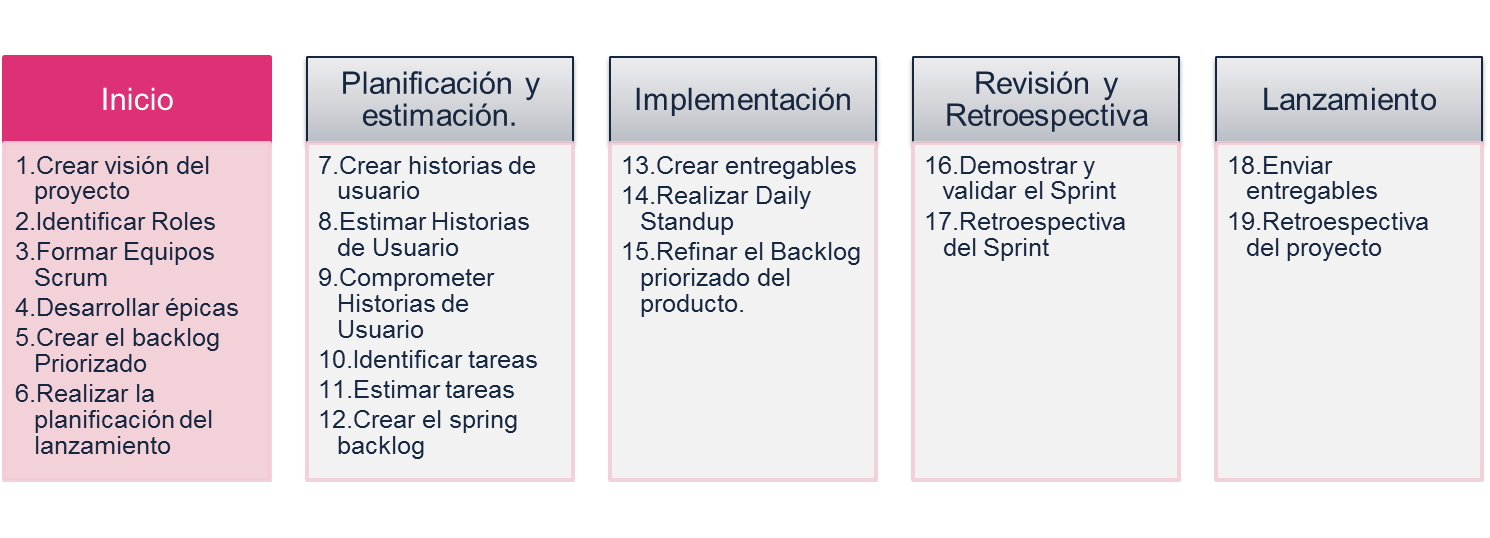 Inicio
1.Crear visión del
proyecto
2.Identificar Roles
3.Formar Equipos
Scrum
4.Desarrollar épicas
5.Crear el backlog
Priorizado
6.Realizar la
planificación del
lanzamiento
Planificación y
estimación.
7.Crear historias de
usuario
8.Estimar Historias
de Usuario
9.Comprometer
Historias de
Usuario
10.Identificar tareas
11.Estimar tareas
12.Crear el spring
backlog
Implementación
13.Crear entregables
14.Realizar Daily
Standup
15.Refinar el Backlog
priorizado del
producto.
Revisión y
Retroespectiva
16.Demostrar y
validar el Sprint
17.Retroespectiva
del Sprint
Lanzamiento
18.Enviar
entregables
19.Retroespectiva
del proyecto